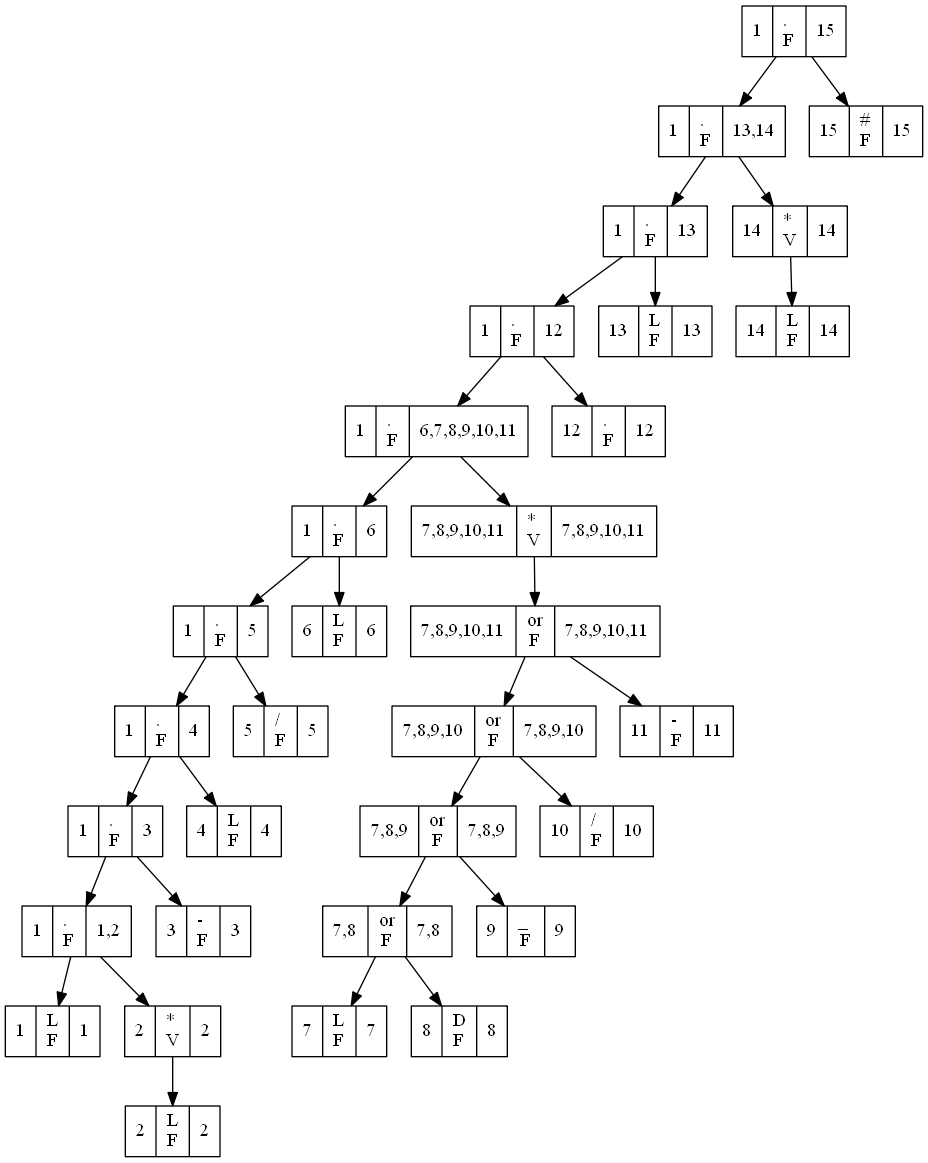 1 . F 15
1 . F 13,14
15 # F 15
1 . F 13
14 * V 14
1 . F 12
13 L F 13
14 L F 14
1 . F 6,7,8,9,10,11
12 . F 12
1 . F 6
7,8,9,10,11 * V 7,8,9,10,11
1 . F 5
6 L F 6
7,8,9,10,11 or F 7,8,9,10,11
1 . F 4
5 / F 5
7,8,9,10 or F 7,8,9,10
11 - F 11
1 . F 3
4 L F 4
7,8,9 or F 7,8,9
10 / F 10
1 . F 1,2
3 - F 3
7,8 or F 7,8
9 _ F 9
1 L F 1
2 * V 2
7 L F 7
8 D F 8
2 L F 2